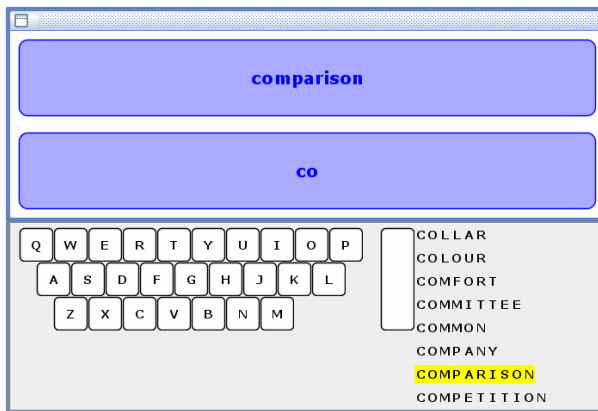 comparison
co
Q W E R T Y U I O P
A S D F G H J K L
Z X C V B N M
COLLAR
COLOUR
COMFORT
COMMITTEE
COMMON
COMPANY
COMPARISON
COMPETITION